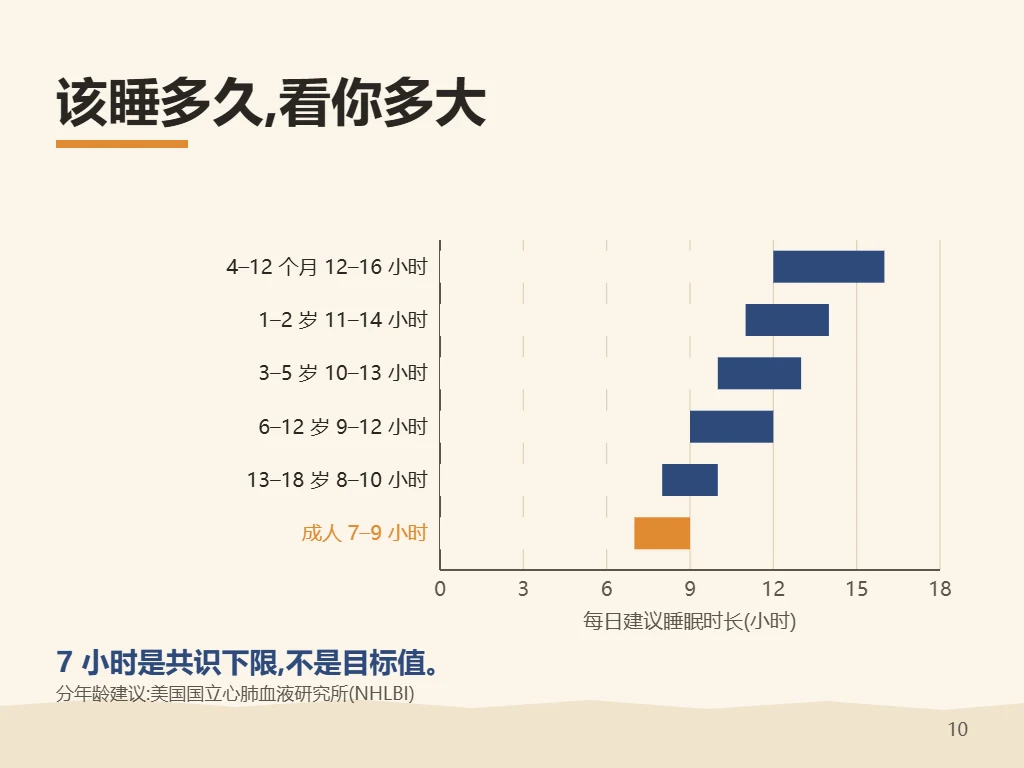 该睡多久,看你多大
4–12 个月 12–16 小时
1–2 岁 11–14 小时
3–5 岁 10–13 小时
6–12 岁 9–12 小时
13–18 岁 8–10 小时
成人 7–9 小时
0 3 6 9 12 15 18
每日建议睡眠时长(小时)
7 小时是共识下限,不是目标值。
分年龄建议:美国国立心肺血液研究所(NHLBI)
10